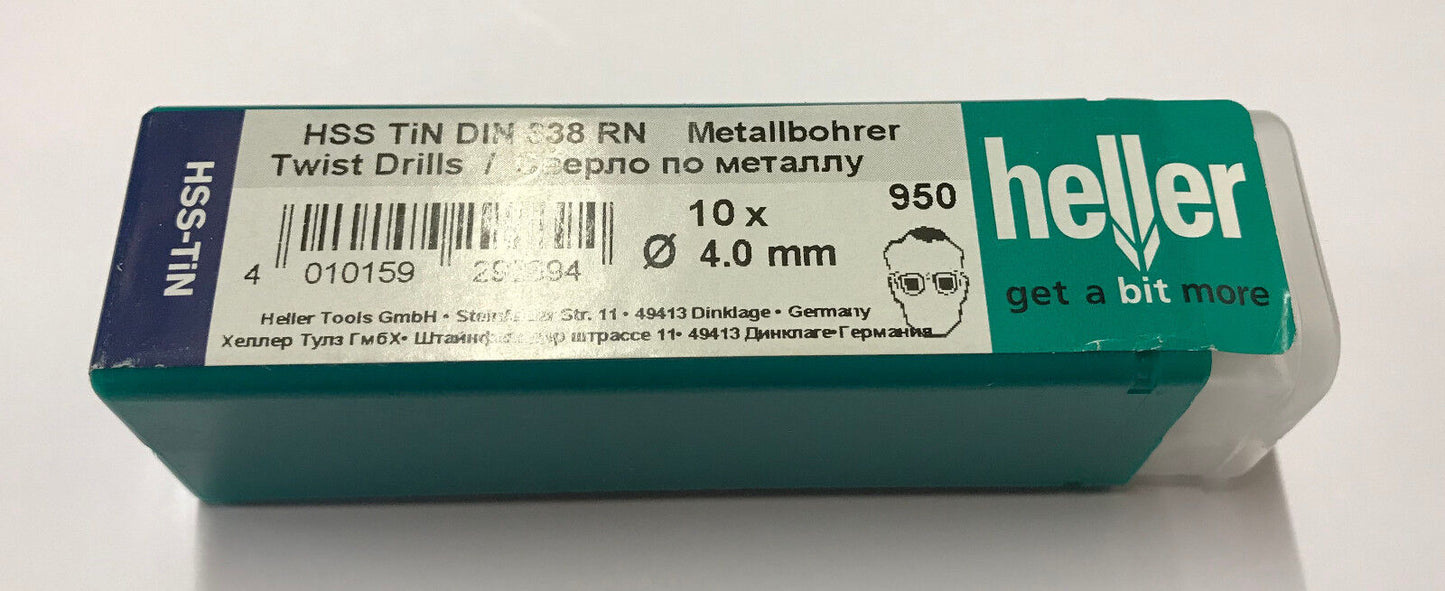 HSS-TiN
HSS TiN DIN 338 RN Metallbohrer
Twist Drills / Сверло по металлу
10 x
Ø 4.0 mm
950
4 010159
Heller Tools GmbH • Str. 11 • 49413 Dinklage • Germany
Хеллер Тулз ГмбХ• штрассе 11• 49413 Динклаге•Германия
heller
get a bit more